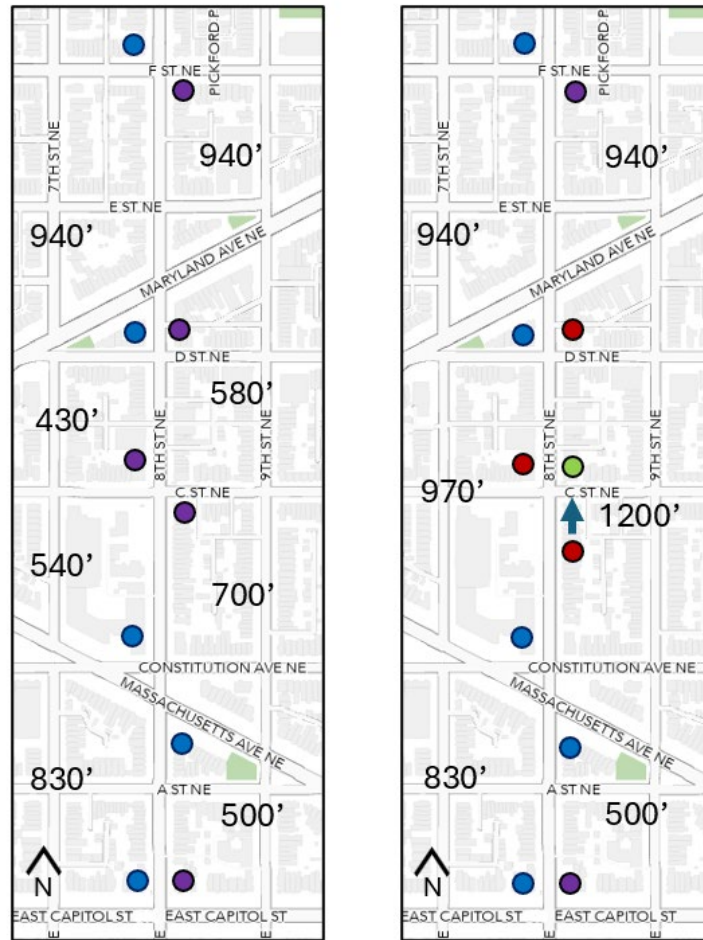 F ST NE
PICKFORD P
7TH ST NE
940’
E ST NE
940’
MARYLAND AVE NE
D ST NE
580’
430’
8TH ST NE
9TH ST NE
C ST NE
540’
700’
CONSTITUTION AVE NE
MASSACHUSETTS AVE NE
830’
A ST NE
500’
N
EAST CAPITOL ST
EAST CAPITOL ST
E
E
E
F ST NE
PICKFORD P
7TH ST NE
940’
E ST NE
940’
MARYLAND AVE NE
D ST NE
8TH ST NE
9TH ST NE
970’
C ST NE
1200’
CONSTITUTION AVE NE
MASSACHUSETTS AVE NE
830’
A ST NE
500’
N
EAST CAPITOL ST
EAST CAPITOL ST
E
E
E